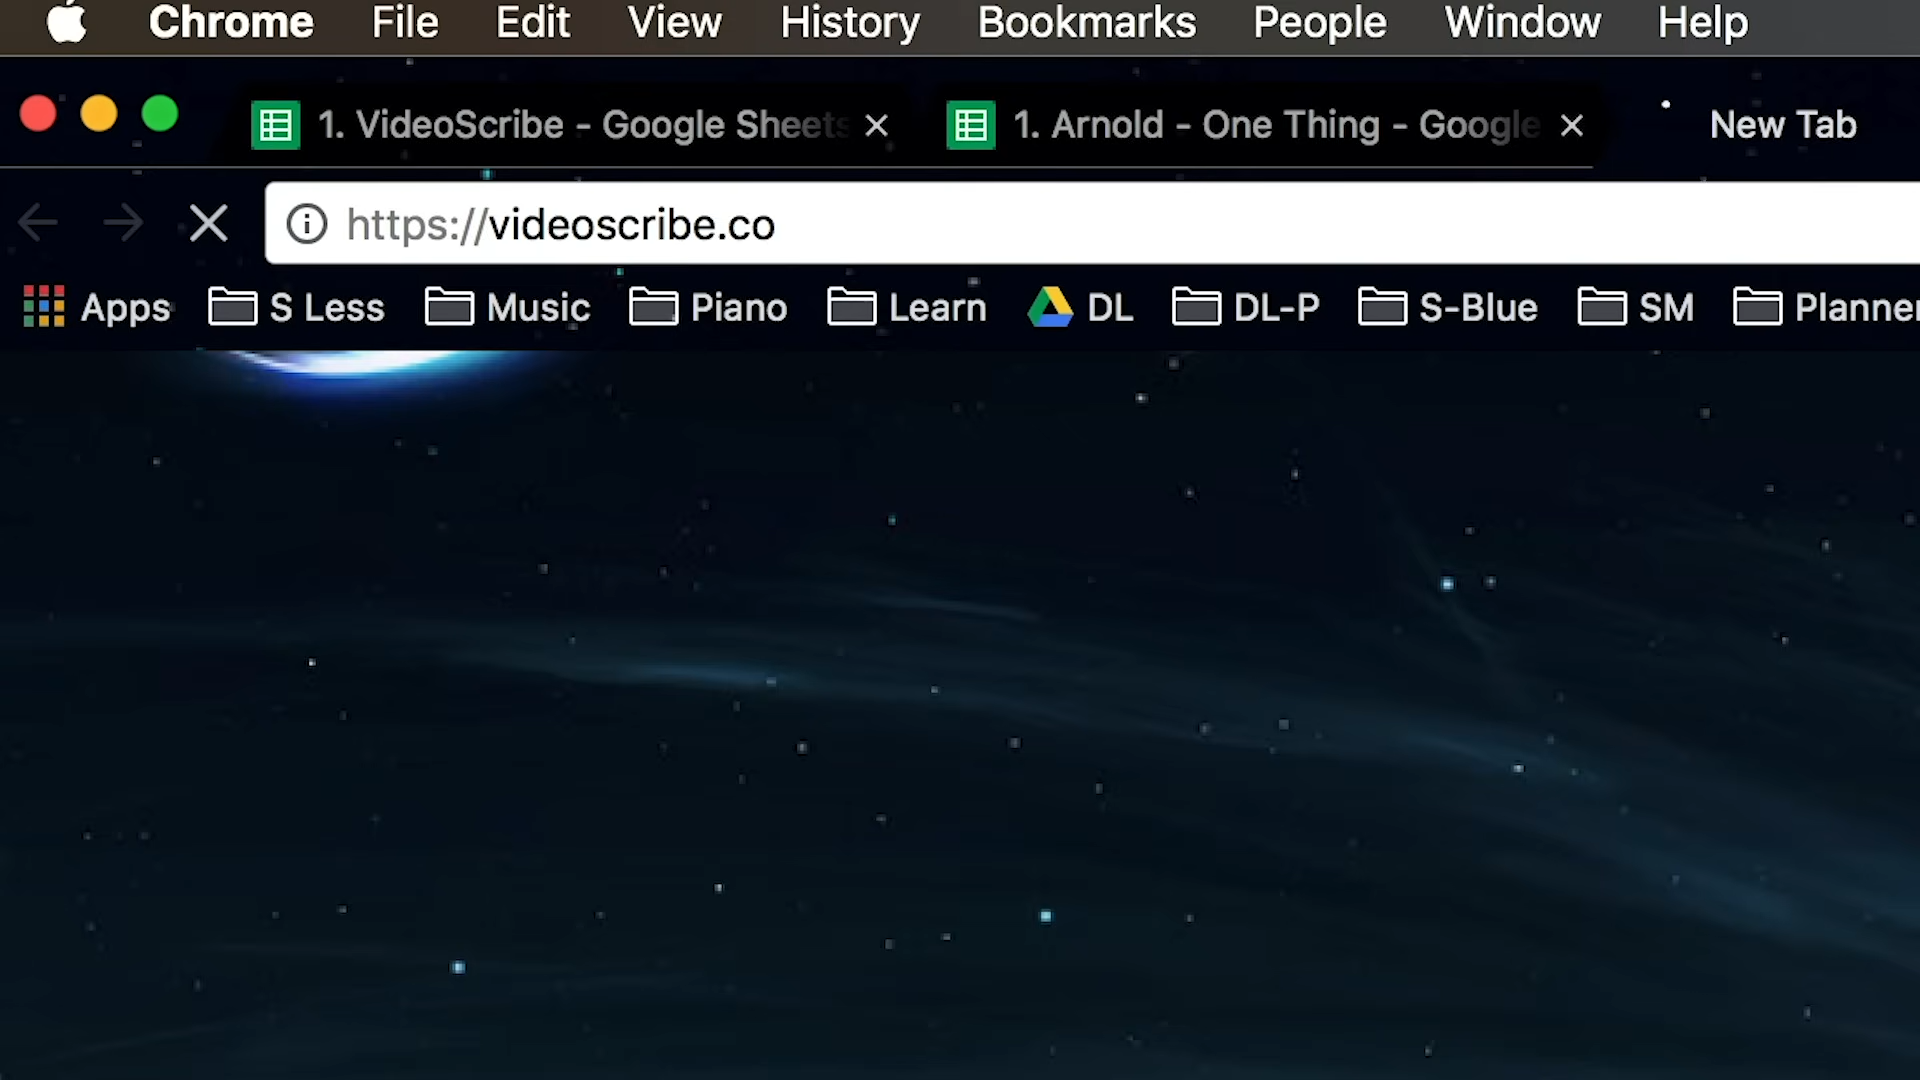 Chrome File Edit View History Bookmarks People Window Help
1. VideoScribe - Google Sheets 1. Arnold - One Thing - Google New Tab
https://videoscribe.co
Apps S Less Music Piano Learn DL DL-P S-Blue SM Planner